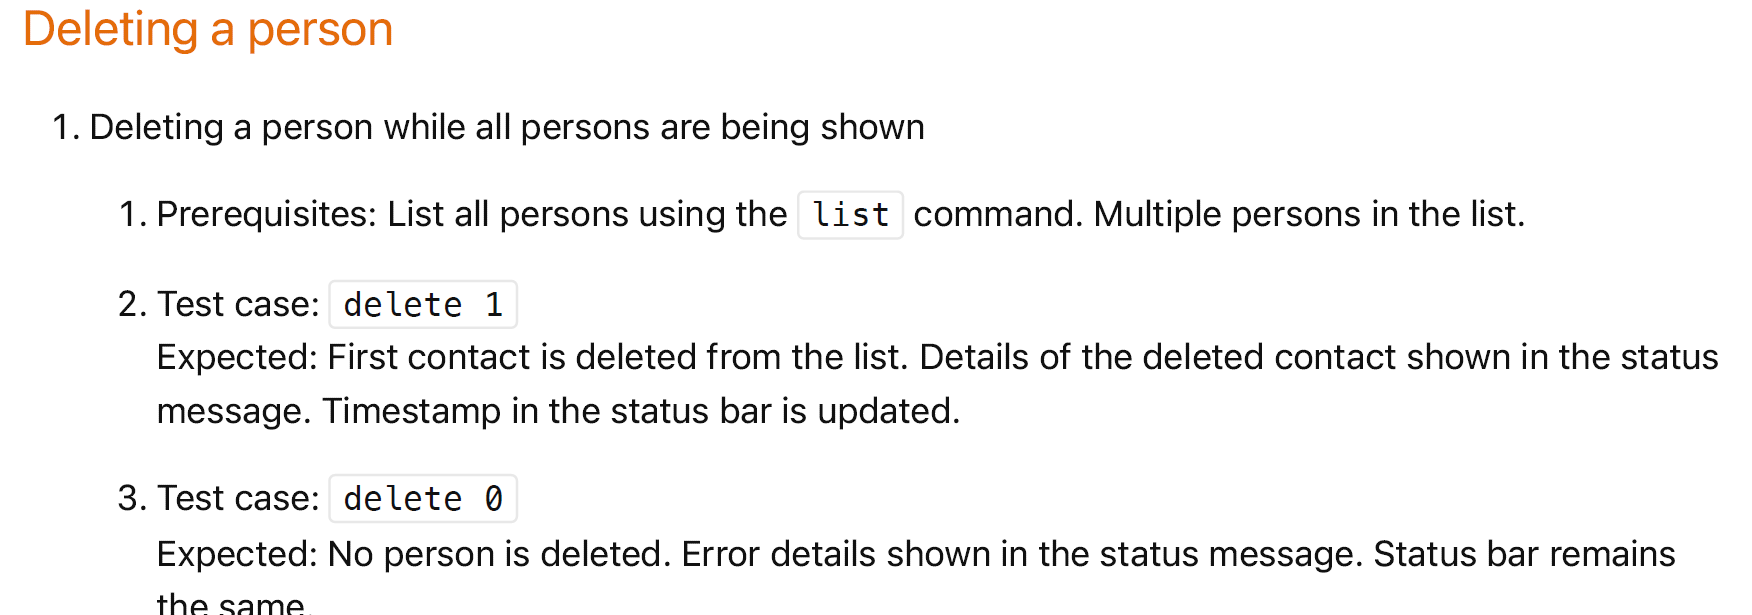 Deleting a person
1. Deleting a person while all persons are being shown
1. Prerequisites: List all persons using the list command. Multiple persons in the list.
2. Test case: delete 1
Expected: First contact is deleted from the list. Details of the deleted contact shown in the status
message. Timestamp in the status bar is updated.
3. Test case: delete 0
Expected: No person is deleted. Error details shown in the status message. Status bar remains
the same.